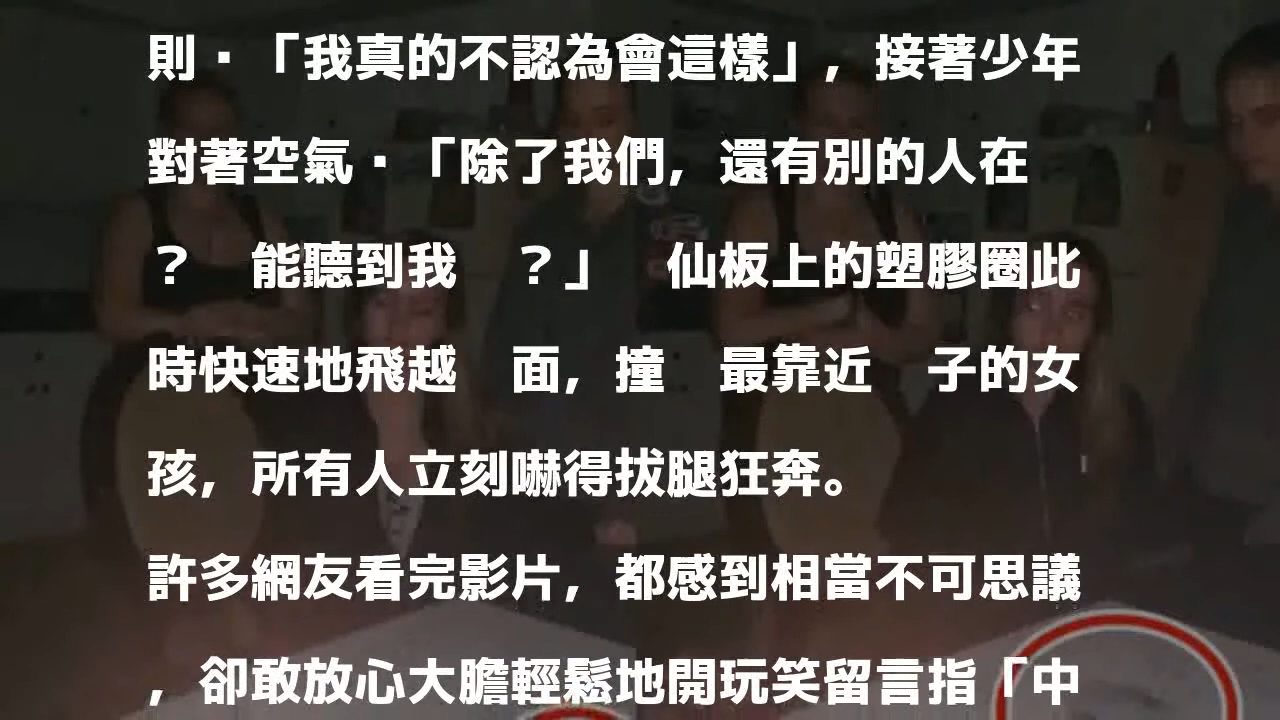 則·「我真的不認為會這樣」，接著少年
對著空氣·「除了我們，還有別的人在
？　能聽到我　？」　仙板上的塑膠圈此
時快速地飛越　面，撞　最靠近　子的女
孩，所有人立刻嚇得拔腿狂奔。
許多網友看完影片，都感到相當不可思議
，卻敢放心大膽輕鬆地開玩笑留言指「中